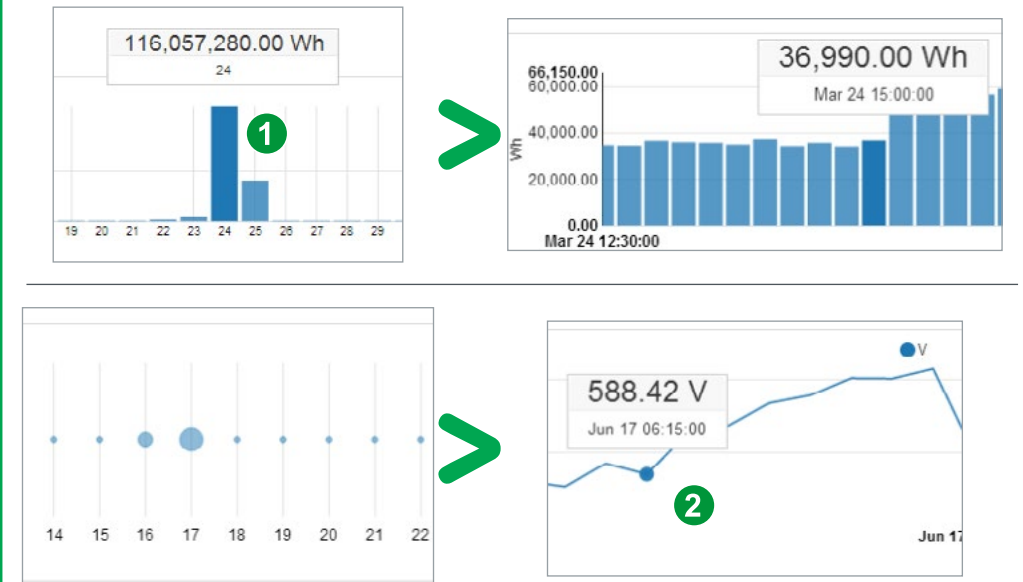 116,057,280.00 Wh
24
1
19 20 21 22 23 24 25 26 27 28 29
36,990.00 Wh
Mar 24 15:00:00
66,150.00
60,000.00
40,000.00
Wh
20,000.00
0.00
Mar 24 12:30:00
14 15 16 17 18 19 20 21 22
V
588.42 V
Jun 17 06:15:00
2
Jun 17